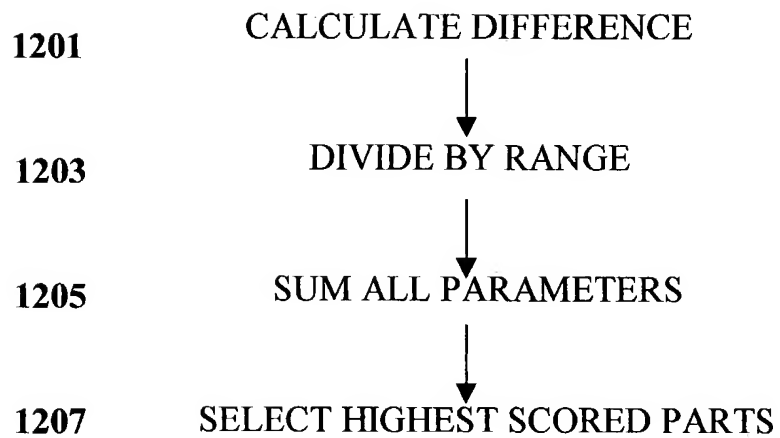 1201 CALCULATE DIFFERENCE
1203 DIVIDE BY RANGE
1205 SUM ALL PARAMETERS
1207 SELECT HIGHEST SCORED PARTS